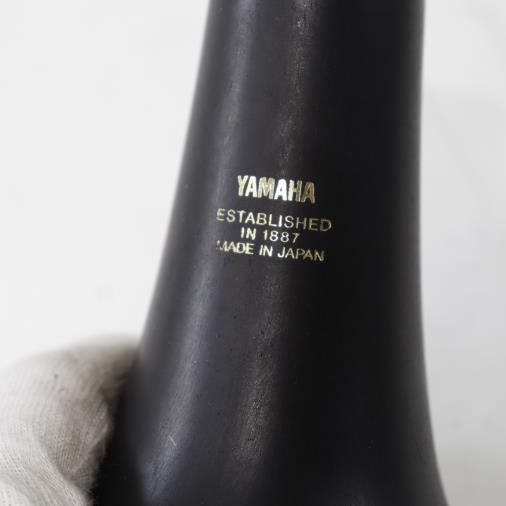 YAMAHA
ESTABLISHED
IN 1887
MADE IN JAPAN